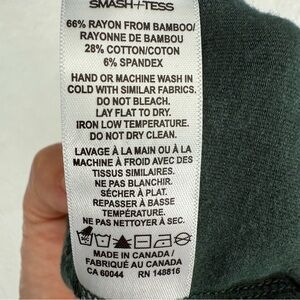 SMASH+TESS
66% RAYON FROM BAMBOO/
RAYONNE DE BAMBOU
28% COTTON/COTON
6% SPANDEX
HAND OR MACHINE WASH IN
COLD WITH SIMILAR FABRICS.
DO NOT BLEACH.
LAY FLAT TO DRY.
IRON LOW TEMPERATURE.
DO NOT DRY CLEAN.
LAVAGE À LA MAIN OU À LA
MACHINE À FROID AVEC DES
TISSUS SIMILAIRES.
NE PAS BLANCHIR.
SÉCHER À PLAT.
REPASSER À BASSE
TEMPÉRATURE.
NE PAS NETTOYER À SEC.
MADE IN CANADA /
FABRIQUÉ AU CANADA
CA 60044 RN 148816